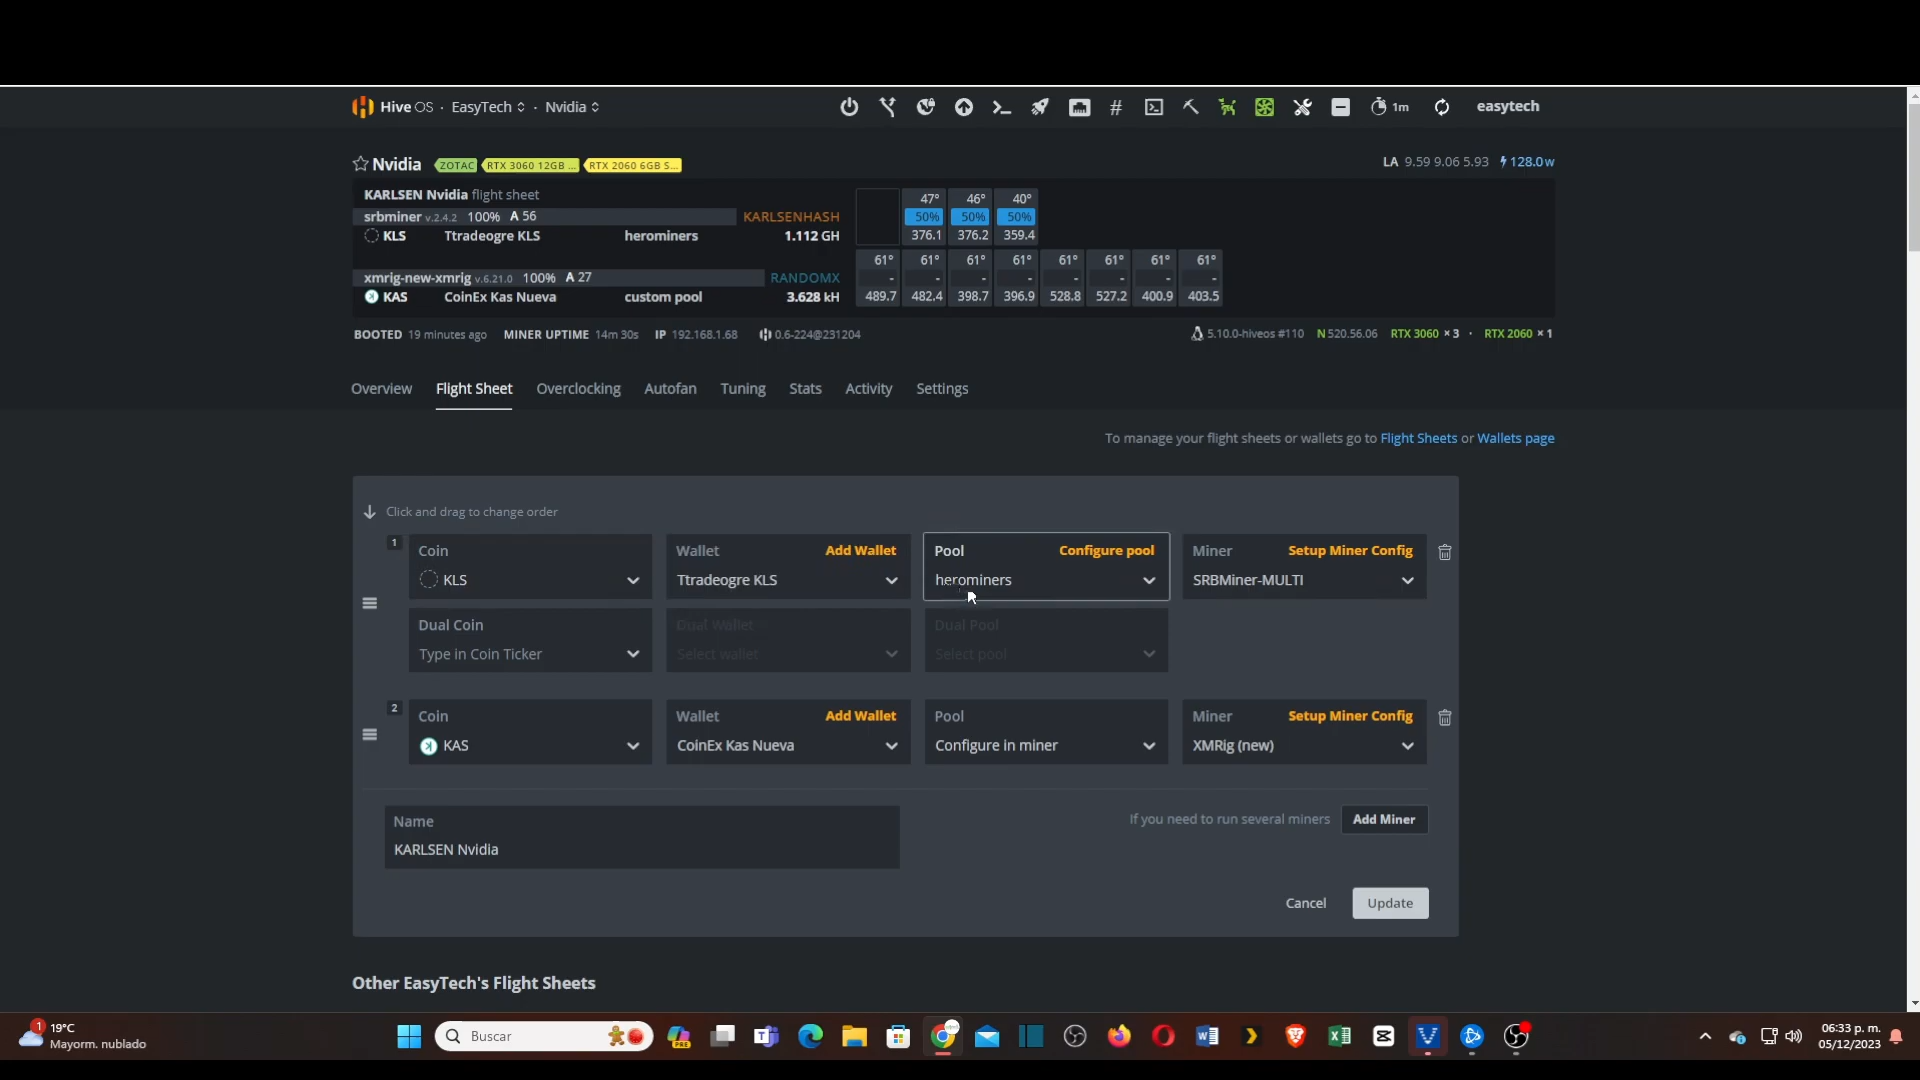 Hive OS · EasyTech · Nvidia
# 1m easytech
Nvidia ZOTAC RTX 3060 12GB ... RTX 2060 6GB S... LA 9.59 9.06 5.93 128.0 W
KARLSEN Nvidia flight sheet 47° 46° 40°
srbminer v.2.4.2 100% A 56 KARLSENHASH 50% 50% 50%
KLS Ttradeogre KLS herominers 1.112 GH 376.1 376.2 359.4
61° 61° 61° 61° 61° 61° 61° 61°
xmrig-new-xmrig v.6.21.0 100% A 27 RANDOMX - - - - - - - -
KAS CoinEx Kas Nueva custom pool 3.628 kH 489.7 482.4 398.7 396.9 528.8 527.2 400.9 403.5
BOOTED 19 minutes ago MINER UPTIME 14m 30s IP 192.168.1.68 0.6-224@231204 5.10.0-hiveos #110 N 520.56.06 RTX 3060 × 3 · RTX 2060 × 1
Overview Flight Sheet Overclocking Autofan Tuning Stats Activity Settings
To manage your flight sheets or wallets go to Flight Sheets or Wallets page
Click and drag to change order
1 Coin Wallet Add Wallet Pool Configure pool Miner Setup Miner Config
KLS Ttradeogre KLS herominers SRBMiner-MULTI
Dual Coin Dual Wallet Dual Pool
Type in Coin Ticker Select wallet Select pool
2 Coin Wallet Add Wallet Pool Miner Setup Miner Config
KAS CoinEx Kas Nueva Configure in miner XMRig (new)
Name If you need to run several miners Add Miner
KARLSEN Nvidia
Cancel Update
Other EasyTech's Flight Sheets
1 19°C
Mayorm. nublado
Buscar
PRE
06:33 p. m.
05/12/2023